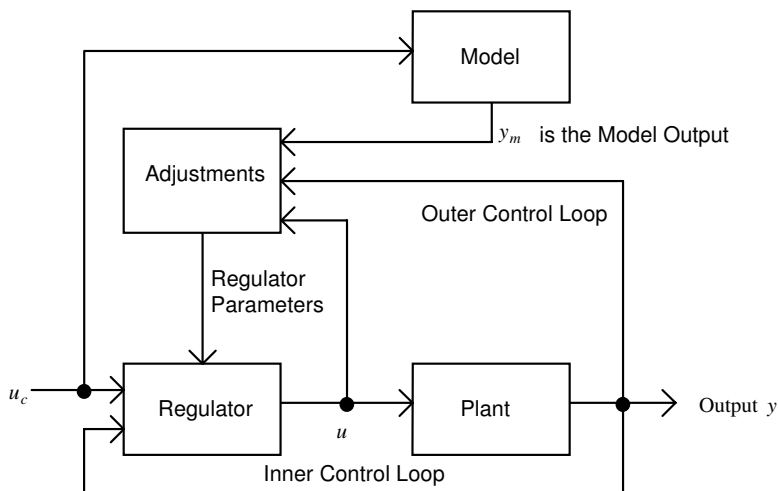 Model
y_m is the Model Output
Adjustments
Outer Control Loop
Regulator
Parameters
u_c
Regulator
Plant
Output y
u
Inner Control Loop